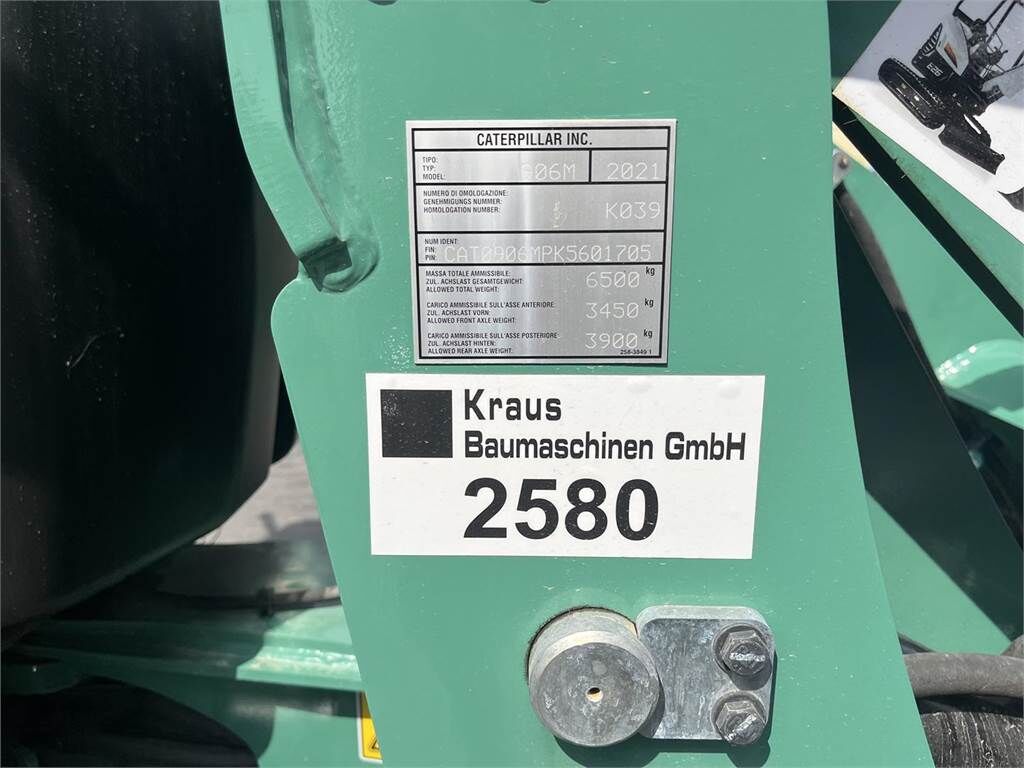 CATERPILLAR INC.
TIPO:
TYP:
MODEL: 906M 2021
NUMERO DI OMOLOGAZIONE:
GENEHMIGUNGS NUMMER:
HOMOLOGATION NUMBER: K039
NUM IDENT:
FIN:
PIN: CAT0906MPK5601705
MASSA TOTALE AMMISSIBILE:
ZUL. ACHSLAST GESAMTGEWICHT:
ALLOWED TOTAL WEIGHT: 6500 kg
CARICO AMMISSIBILE SULL'ASSE ANTERIORE:
ZUL. ACHSLAST VORN:
ALLOWED FRONT AXLE WEIGHT: 3450 kg
CARICO AMMISSIBILE SULL'ASSE POSTERIORE
ZUL. ACHSLAST HINTEN:
ALLOWED REAR AXLE WEIGHT: 3900 kg
258-3849 1
Kraus
Baumaschinen GmbH
2580